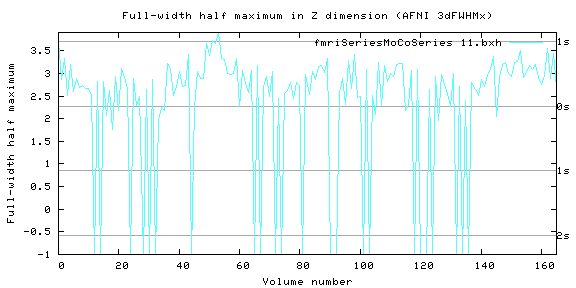 Full-width half maximum in Z dimension (AFNI 3dFWHMx)
fmriSeriesMoCoSeries 11.bxh
Full-width half maximum
3.5
3
2.5
2
1.5
1
0.5
0
-0.5
-1
1s
0s
1s
2s
0 20 40 60 80 100 120 140 160
Volume number